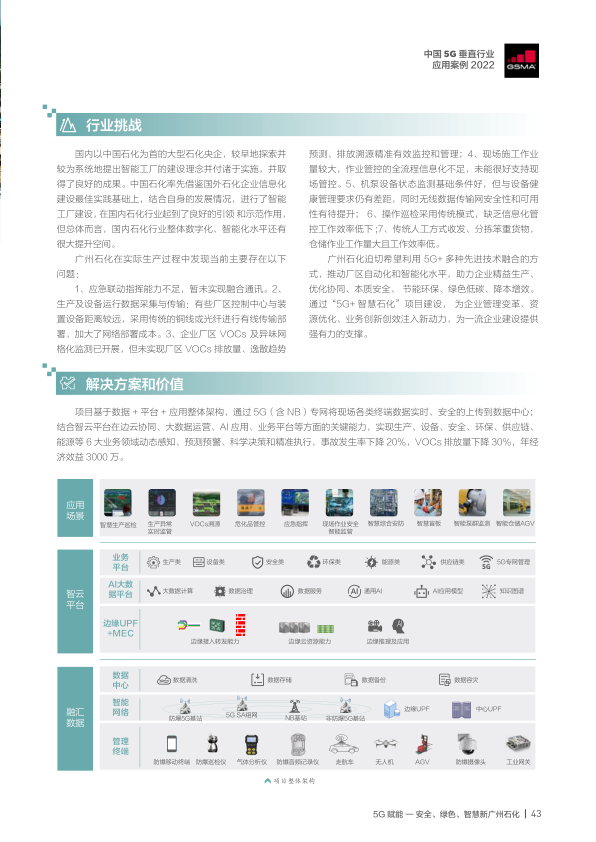 中国 5G 垂直行业
应用案例 2022
GSMA
行业挑战
国内以中国石化为首的大型石化央企，较早地探索并
较为系统地提出智能工厂的建设理念并付诸于实施，并取
得了良好的成果。中国石化率先借鉴国外石化企业信息化
建设最佳实践基础上，结合自身的发展情况，进行了智能
工厂建设，在国内石化行业起到了良好的引领 和示范作用，
但总体而言，国内石化行业整体数字化、智能化水平还有
很大提升空间。
广州石化在实际生产过程中发现当前主要存在以下
问题：
1、应急联动指挥能力不足，暂未实现融合通讯。2、
生产及设备运行数据采集与传输：有些厂区控制中心与装
置设备距离较远，采用传统的铜线或光纤进行有线传输部
署，加大了网络部署成本。3、企业厂区 VOCs 及异味网
格化监测已开展，但未实现厂区 VOCs 排放量、逸散趋势
预测，排放溯源精准有效监控和管理；4、现场施工作业
量较大，作业管控的全流程信息化不足，未能很好支持现
场管控。5、机泵设备状态监测基础条件好，但与设备健
康管理要求仍有差距，同时无线数据传输网安全性和可用
性有待提升； 6、操作巡检采用传统模式，缺乏信息化管
控工作效率低下；7、传统人工方式收发、分拣笨重货物，
仓储作业工作量大且工作效率低。
广州石化迫切希望利用 5G+ 多种先进技术融合的方
式，推动厂区自动化和智能化水平，助力企业精益生产、
优化协同、本质安全、 节能环保、绿色低碳、降本增效。
通过 “5G+ 智慧石化” 项目建设， 为企业管理变革、资
源优化、业务创新创效注入新动力，为一流企业建设提供
强有力的支撑。
解决方案和价值
项目基于数据 + 平台 + 应用整体架构，通过 5G（含 NB）专网将现场各类终端数据实时、安全的上传到数据中心；
结合智云平台在边云协同、大数据运营、AI 应用、业务平台等方面的关键能力，实现生产、设备、安全、环保、供应链、
能源等 6 大业务领域动态感知，预测预警、科学决策和精准执行，事故发生率下降 20%，VOCs 排放量下降 30%，年经
济效益 3000 万。
应用
场景
智慧生产巡检 生产异常 VOCs溯源 危化品管控 应急指挥 现场作业安全 智慧综合安防 智慧盲板 智能泵群监测 智能仓储AGV
实时监管 智能监管
智云
平台
业务
平台
生产类 设备类 安全类 环保类 能源类 供应链类 5G 5G专网管理
AI大数
据平台
大数据计算 数据治理 数据服务 AI 通用AI AI应用模型 知识图谱
边缘UPF
+MEC
边缘接入转发能力 边缘云资源能力 边缘推理及应用
融汇
数据
数据
中心
数据清洗 数据存储 数据备份 数据容灾
智能
网络
防爆5G基站 5G SA组网 NB基站 非防爆5G基站 边缘UPF 中心UPF
管理
终端
防爆移动终端 防爆巡检仪 气体分析仪 防爆音频记录仪 走航车 无人机 AGV 防爆摄像头 工业网关
项目整体架构
5G 赋能 — 安全、绿色、智慧新广州石化 | 43